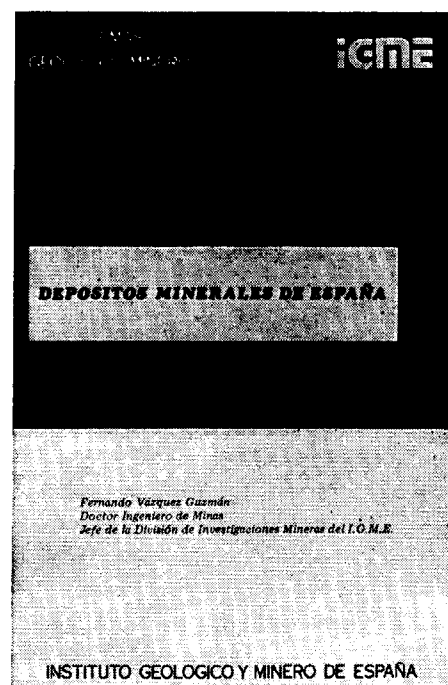 IGME
DEPOSITOS MINERALES DE ESPAÑA
Fernando Vázquez Guzmán
Doctor Ingeniero de Minas
Jefe de la División de Investigaciones Mineras del I.G.M.E.
INSTITUTO GEOLOGICO Y MINERO DE ESPAÑA